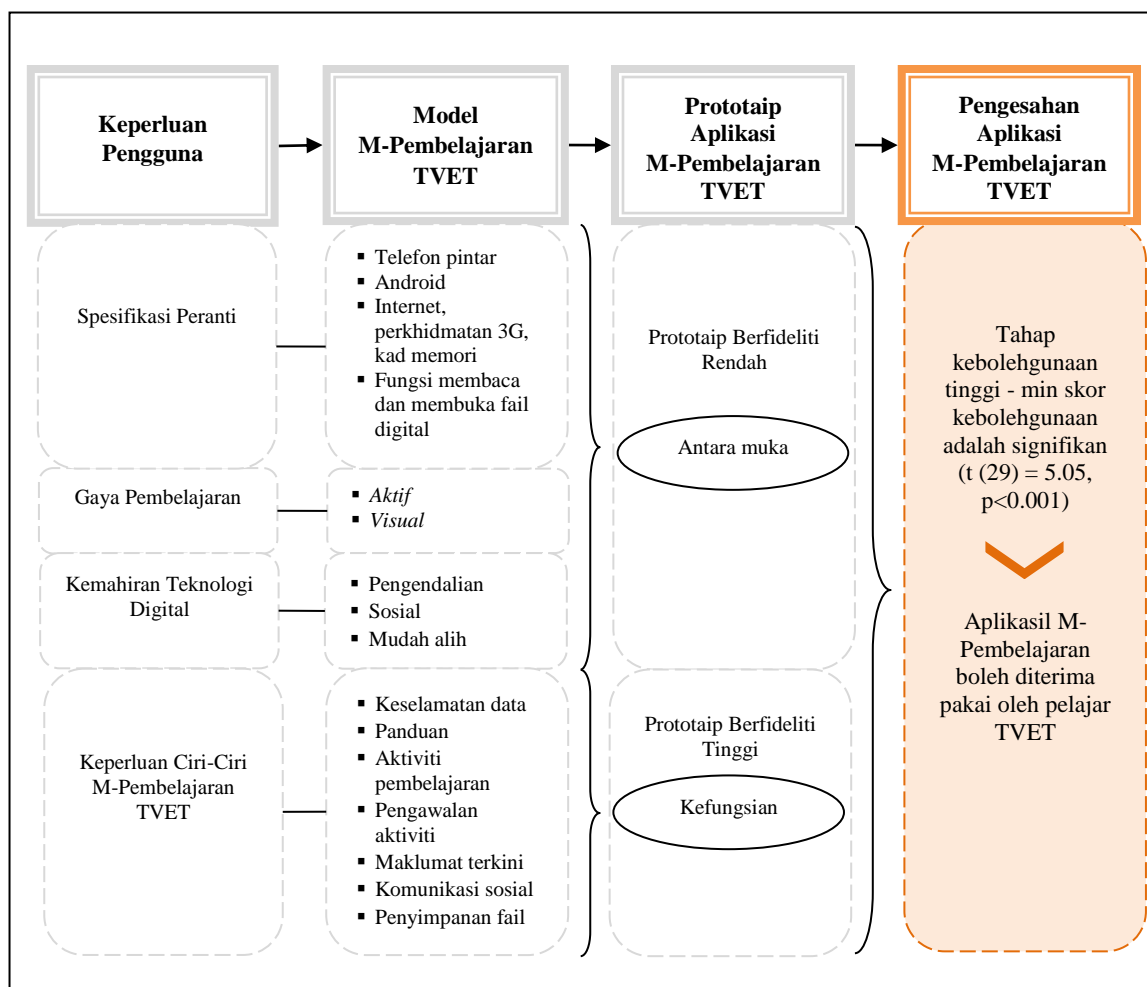 Keperluan
Pengguna
Model
M-Pembelajaran
TVET
Prototaip
Aplikasi
M-Pembelajaran
TVET
Pengesahan
Aplikasi
M-Pembelajaran
TVET
Spesifikasi Peranti
▪ Telefon pintar
▪ Android
▪ Internet,
perkhidmatan 3G,
kad memori
▪ Fungsi membaca
dan membuka fail
digital
Gaya Pembelajaran
▪ Aktif
▪ Visual
Kemahiran Teknologi
Digital
▪ Pengendalian
▪ Sosial
▪ Mudah alih
Keperluan Ciri-Ciri
M-Pembelajaran
TVET
▪ Keselamatan data
▪ Panduan
▪ Aktiviti
pembelajaran
▪ Pengawalan
aktiviti
▪ Maklumat terkini
▪ Komunikasi sosial
▪ Penyimpanan fail
Prototaip Berfideliti
Rendah
Antara muka
Prototaip Berfideliti
Tinggi
Kefungsian
Tahap
kebolehgunaan
tinggi - min skor
kebolehgunaan
adalah signifikan
(t (29) = 5.05,
p<0.001)
Aplikasil M-
Pembelajaran
boleh diterima
pakai oleh pelajar
TVET